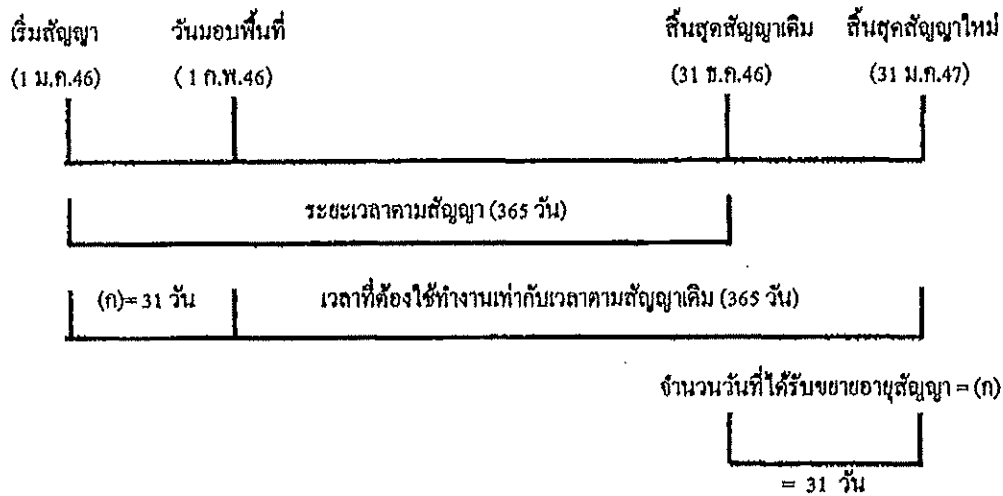 เริ่มสัญญา วันมอบพื้นที่ สิ้นสุดสัญญาเดิม สิ้นสุดสัญญาใหม่
(1 ม.ค.46) (1 ก.พ.46) (31 ธ.ค.46) (31 ม.ค.47)
ระยะเวลาตามสัญญา (365 วัน)
(ก)= 31 วัน เวลาที่ต้องใช้ทำงานเท่ากับเวลาตามสัญญาเดิม (365 วัน)
จำนวนวันที่ได้รับขยายอายุสัญญา = (ก)
= 31 วัน